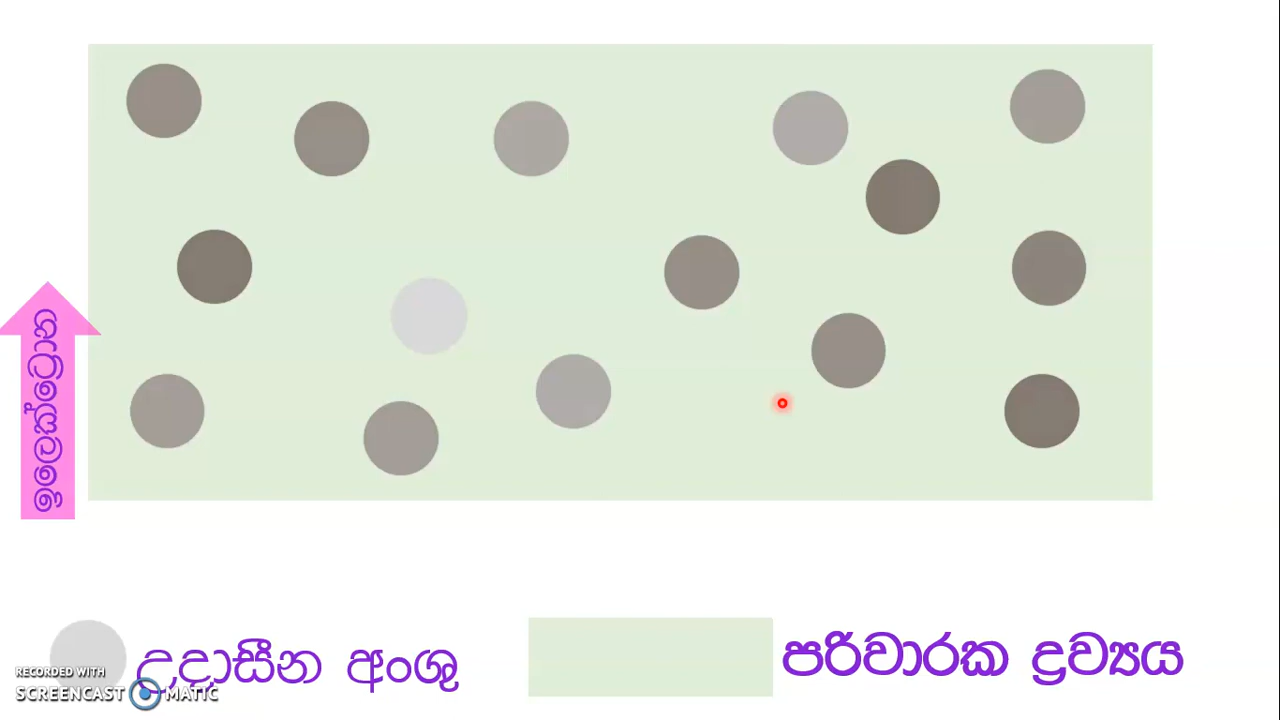 ඉලෙක්ට්‍රොන
උදාසීන අංශු
පරිවාරක ද්‍රව්‍යය
RECORDED WITH
SCREENCAST MATIC